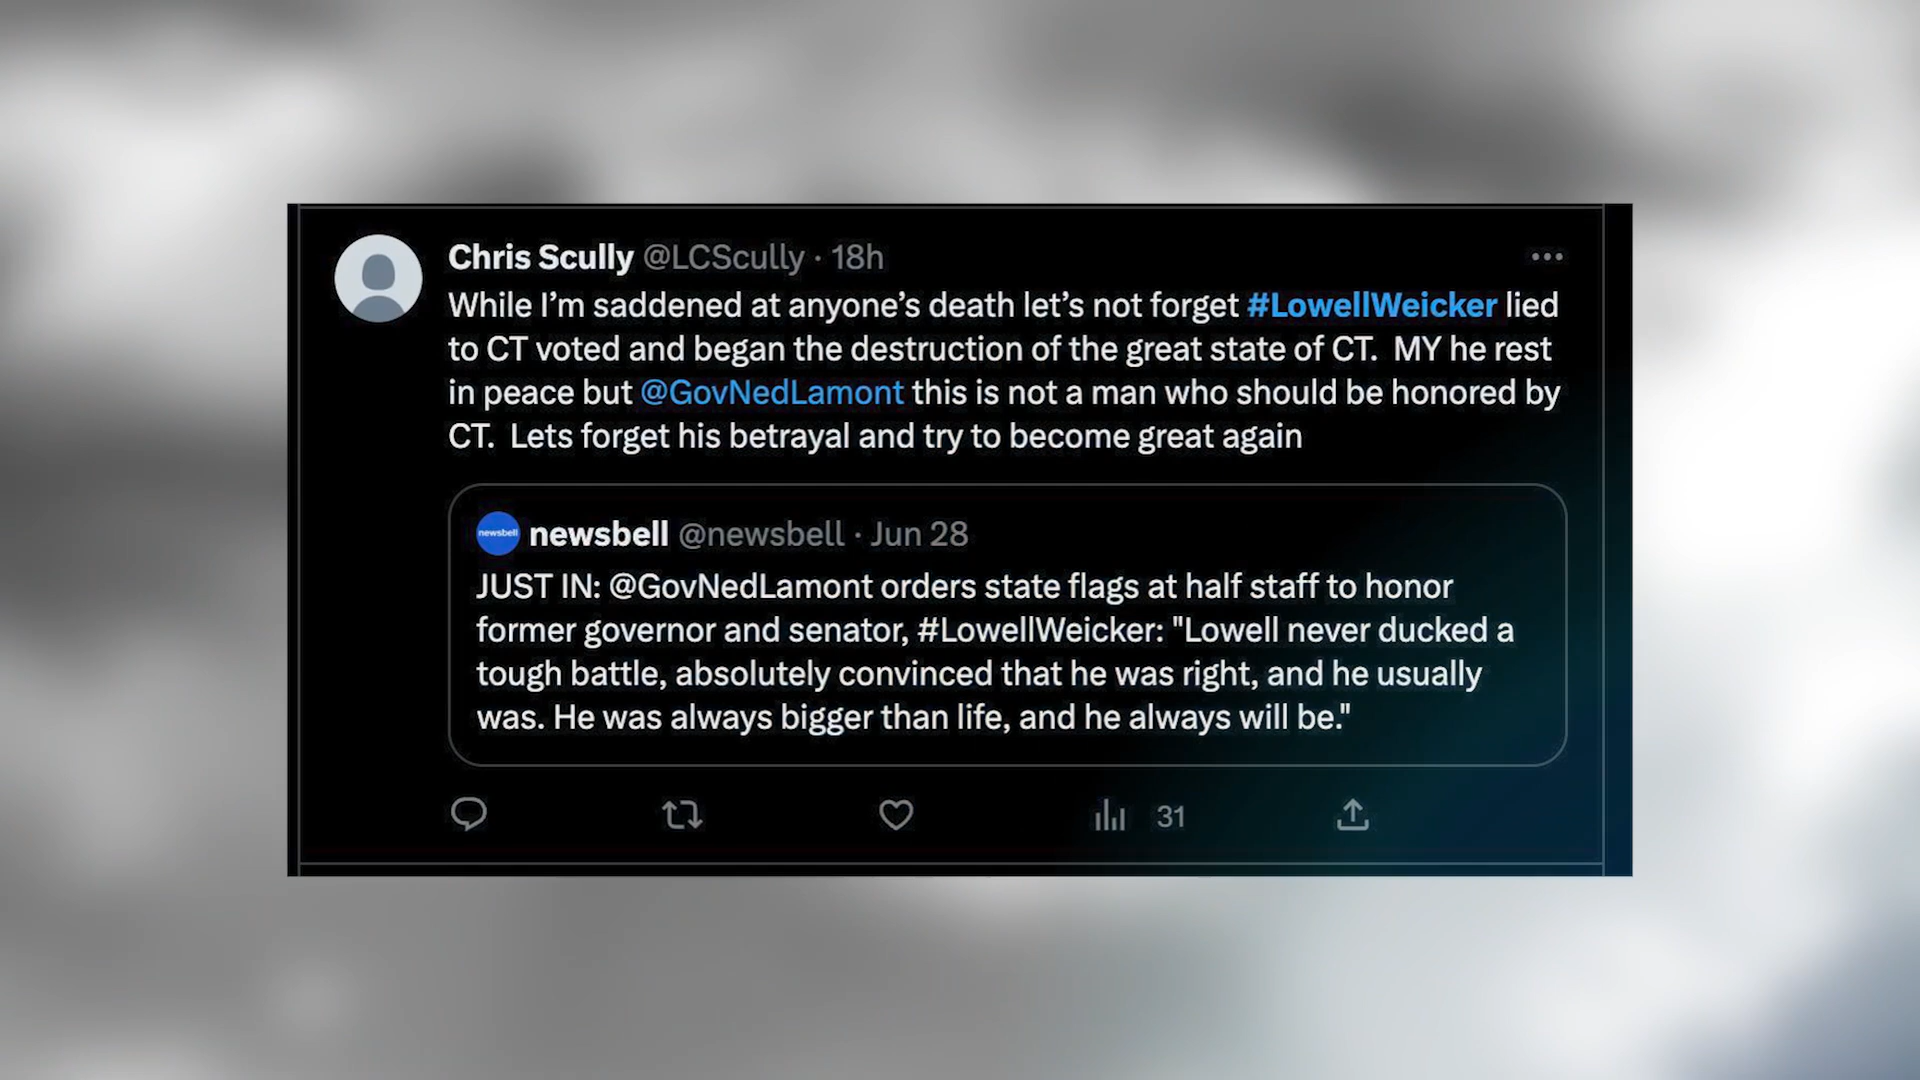 Chris Scully @LCScully · 18h
While I’m saddened at anyone’s death let’s not forget #LowellWeicker lied
to CT voted and began the destruction of the great state of CT.  MY he rest
in peace but @GovNedLamont this is not a man who should be honored by
CT.  Lets forget his betrayal and try to become great again
newsbell newsbell @newsbell · Jun 28
JUST IN: @GovNedLamont orders state flags at half staff to honor
former governor and senator, #LowellWeicker: "Lowell never ducked a
tough battle, absolutely convinced that he was right, and he usually
was. He was always bigger than life, and he always will be."
31